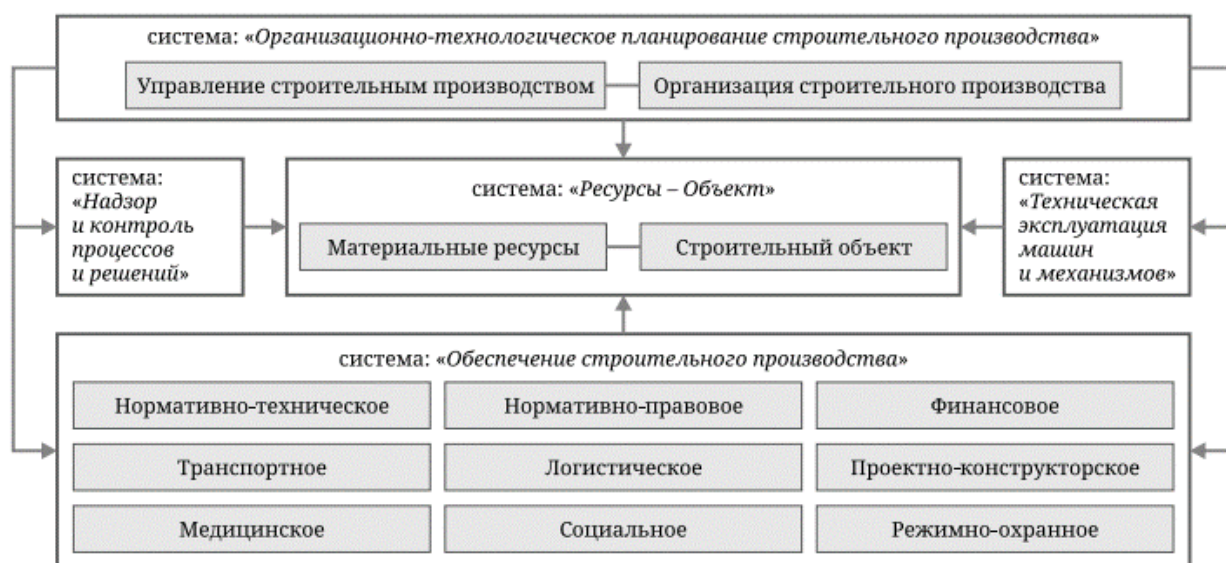 система: «Организационно-технологическое планирование строительного производства»
Управление строительным производством
Организация строительного производства
система:
«Надзор
и контроль
процессов
и решений»
система: «Ресурсы – Объект»
Материальные ресурсы
Строительный объект
система:
«Техническая
эксплуатация
машин
и механизмов»
система: «Обеспечение строительного производства»
Нормативно-техническое
Нормативно-правовое
Финансовое
Транспортное
Логистическое
Проектно-конструкторское
Медицинское
Социальное
Режимно-охранное